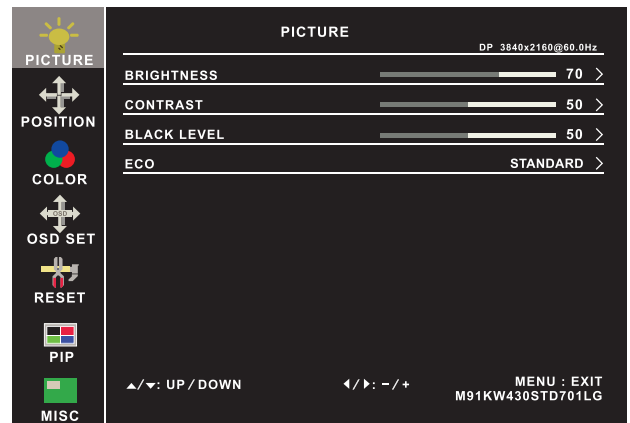 PICTURE
DP 3840x2160@60.0Hz
PICTURE
POSITION
COLOR
OSD
OSD SET
RESET
PIP
MISC
BRIGHTNESS 70 >
CONTRAST 50 >
BLACK LEVEL 50 >
ECO STANDARD >
▲/▼: UP / DOWN ◀/▶: − / + MENU : EXIT
M91KW430STD701LG